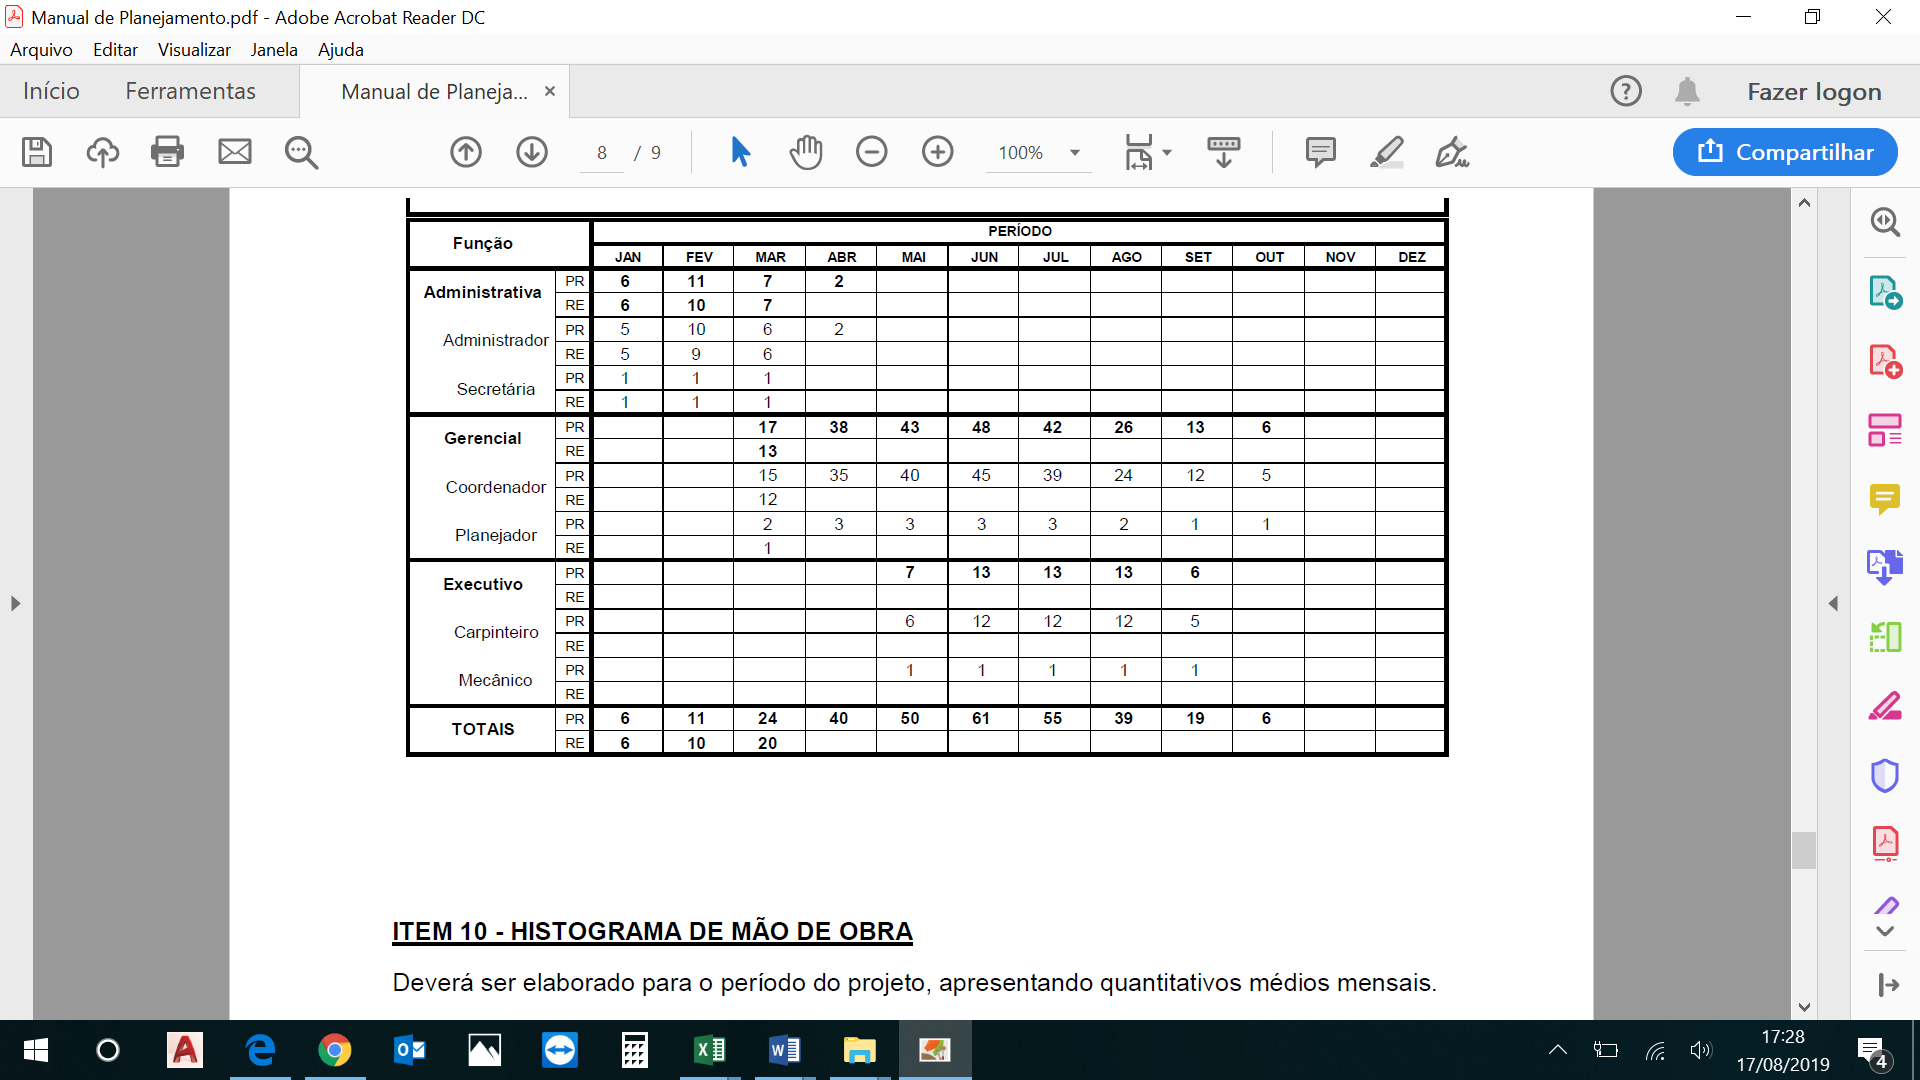 Manual de Planejamento.pdf - Adobe Acrobat Reader DC
Arquivo Editar Visualizar Janela Ajuda
Início Ferramentas Manual de Planeja... × ? Fazer logon
8 / 9 100% Compartilhar
Função PERÍODO
JAN FEV MAR ABR MAI JUN JUL AGO SET OUT NOV DEZ
Administrativa PR 6 11 7 2
RE 6 10 7
Administrador PR 5 10 6 2
RE 5 9 6
Secretária PR 1 1 1
RE 1 1 1
Gerencial PR 17 38 43 48 42 26 13 6
RE 13
Coordenador PR 15 35 40 45 39 24 12 5
RE 12
Planejador PR 2 3 3 3 3 2 1 1
RE 1
Executivo PR 7 13 13 13 6
RE
Carpinteiro PR 6 12 12 12 5
RE
Mecânico PR 1 1 1 1 1
RE
TOTAIS PR 6 11 24 40 50 61 55 39 19 6
RE 6 10 20
ITEM 10 - HISTOGRAMA DE MÃO DE OBRA
Deverá ser elaborado para o período do projeto, apresentando quantitativos médios mensais.
17:28
17/08/2019
4